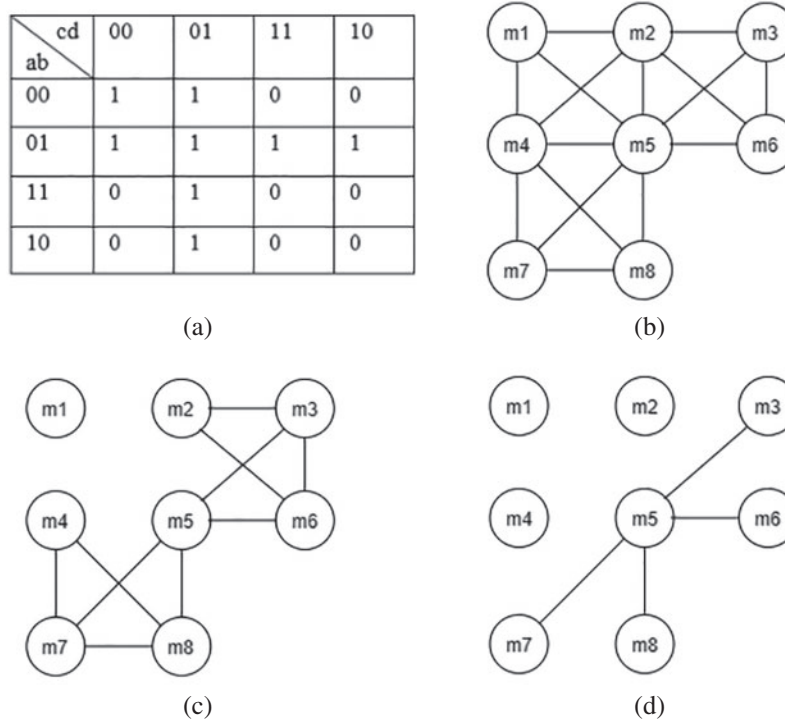 cd 00 01 11 10
ab
00 1 1 0 0
01 1 1 1 1
11 0 1 0 0
10 0 1 0 0
(a)
m1 m2 m3
m4 m5 m6
m7 m8
(b)
m1 m2 m3
m4 m5 m6
m7 m8
(c)
m1 m2 m3
m4 m5 m6
m7 m8
(d)